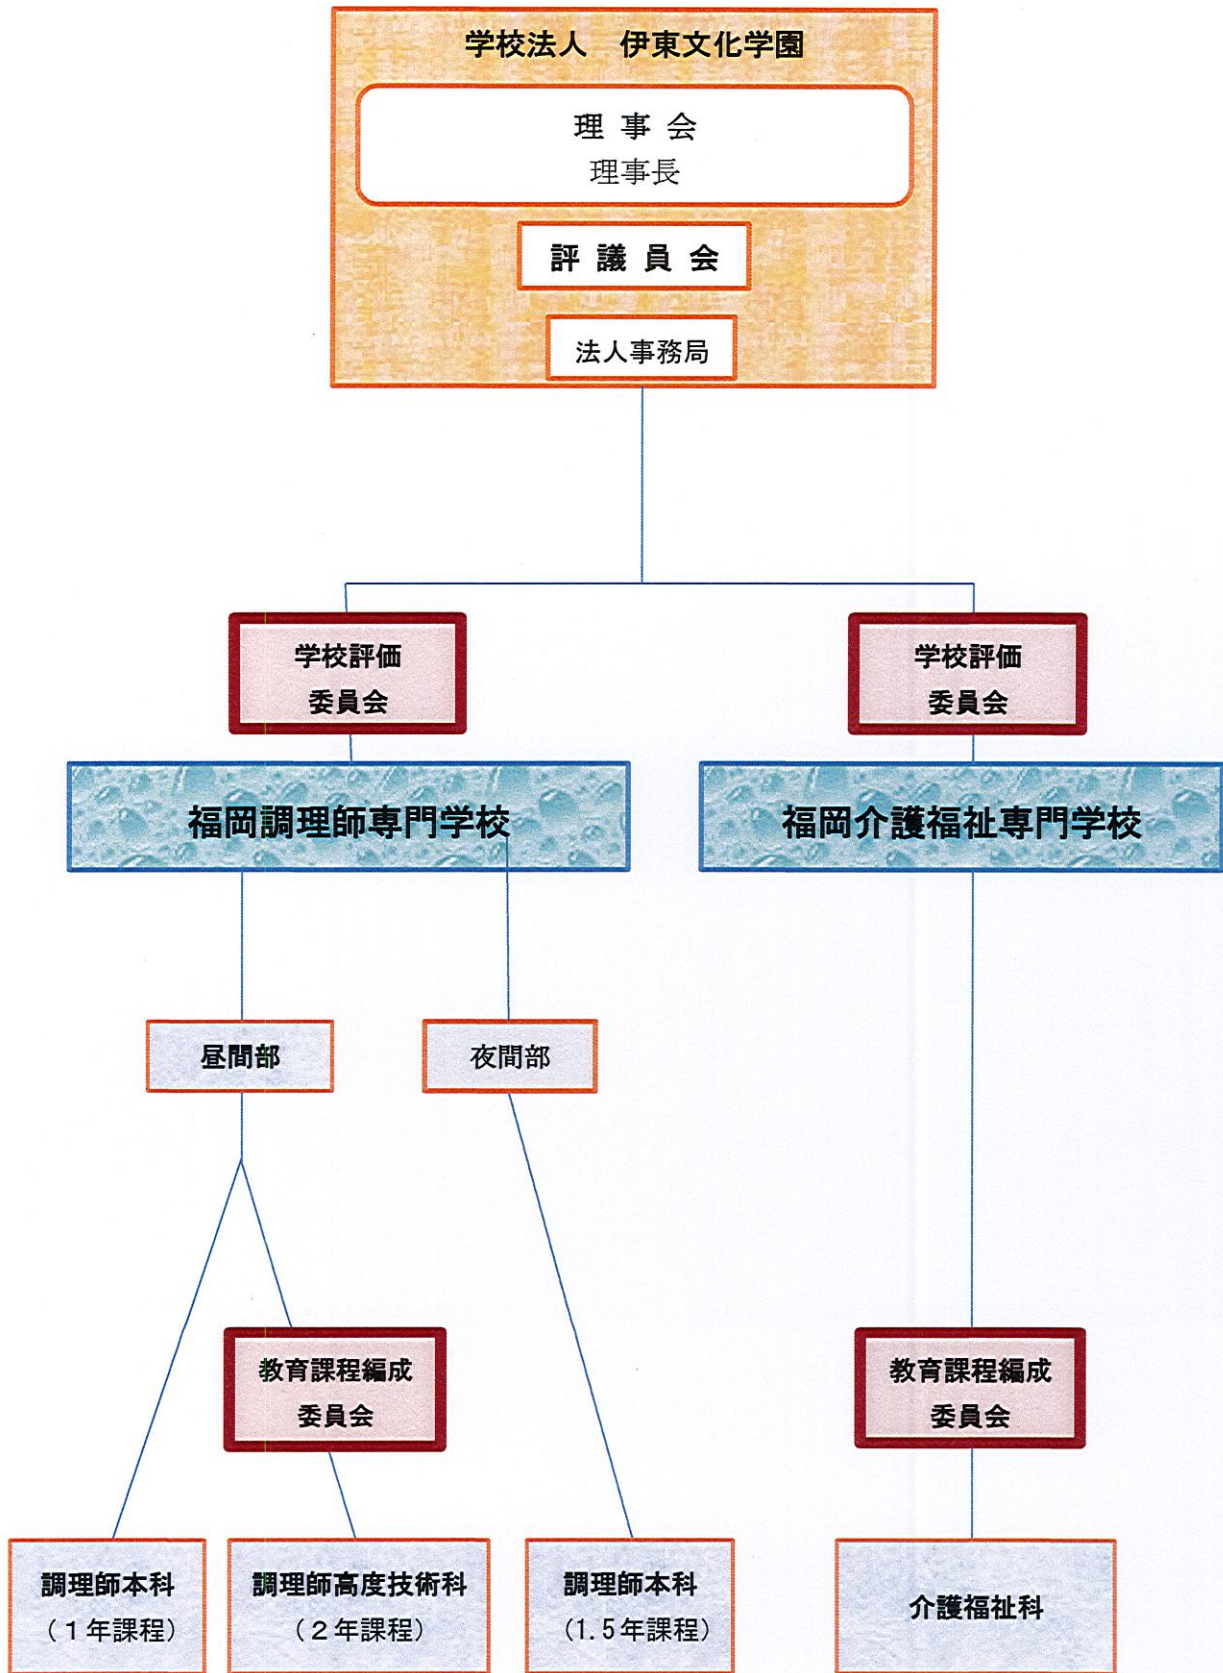 学校法人　伊東文化学園
理 事 会
理事長
評 議 員 会
法人事務局
学校評価
委員会
学校評価
委員会
福岡調理師専門学校
福岡介護福祉専門学校
昼間部
夜間部
教育課程編成
委員会
教育課程編成
委員会
調理師本科
（１年課程）
調理師高度技術科
（２年課程）
調理師本科
(1.5年課程)
介護福祉科